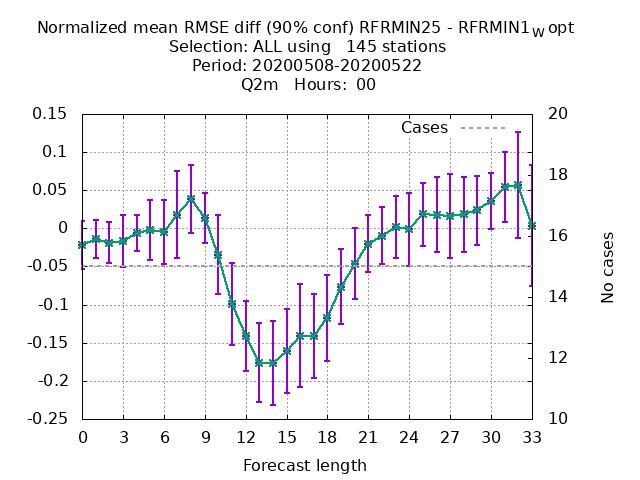 Normalized mean RMSE diff (90% conf) RFRMIN25 - RFRMIN1_W opt
Selection: ALL using 145 stations
Period: 20200508-20200522
Q2m Hours: 00
0.15
0.1
0.05
0
-0.05
-0.1
-0.15
-0.2
-0.25
Cases
20
18
16
14
12
10
No cases
0 3 6 9 12 15 18 21 24 27 30 33
Forecast length